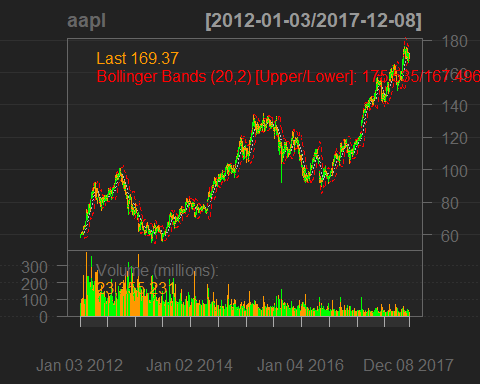 aapl [2012-01-03/2017-12-08]
Last 169.37
Bollinger Bands (20,2) [Upper/Lower]:
180
160
140
120
100
80
60
Volume (millions):
300
200
100
0
Jan 03 2012 Jan 02 2014 Jan 04 2016 Dec 08 2017